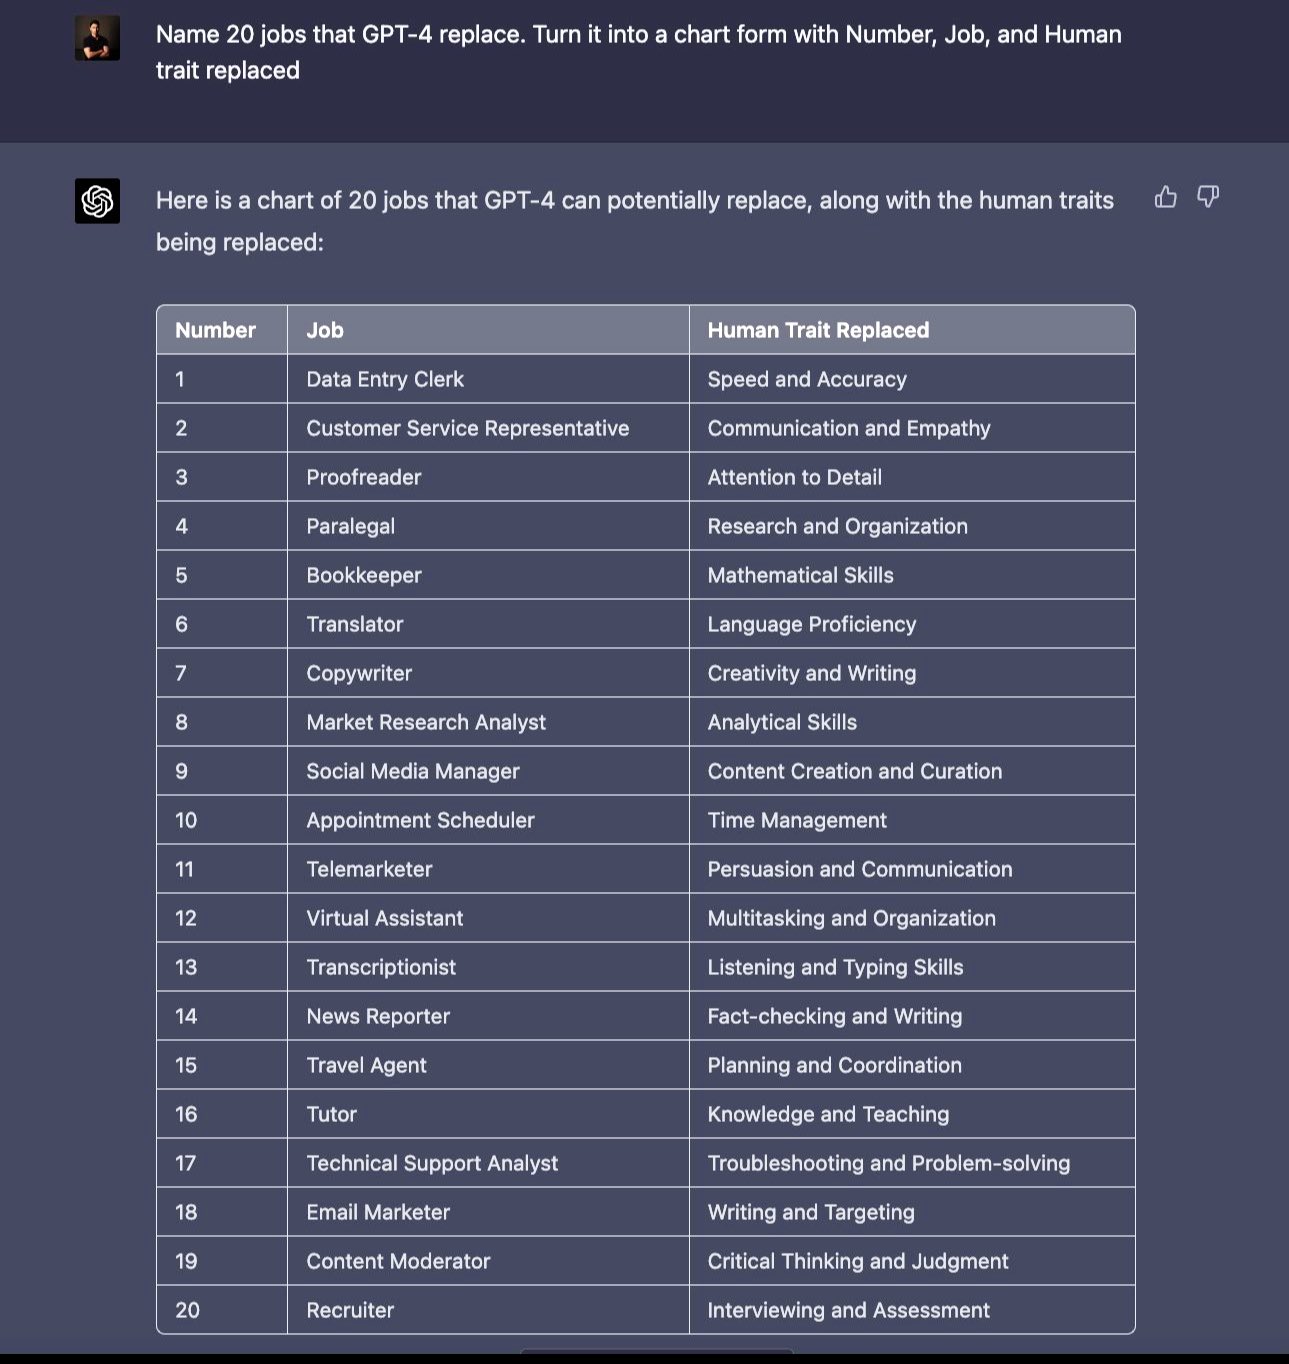 Name 20 jobs that GPT-4 replace. Turn it into a chart form with Number, Job, and Human
trait replaced
Here is a chart of 20 jobs that GPT-4 can potentially replace, along with the human traits
being replaced:
Number Job Human Trait Replaced
1 Data Entry Clerk Speed and Accuracy
2 Customer Service Representative Communication and Empathy
3 Proofreader Attention to Detail
4 Paralegal Research and Organization
5 Bookkeeper Mathematical Skills
6 Translator Language Proficiency
7 Copywriter Creativity and Writing
8 Market Research Analyst Analytical Skills
9 Social Media Manager Content Creation and Curation
10 Appointment Scheduler Time Management
11 Telemarketer Persuasion and Communication
12 Virtual Assistant Multitasking and Organization
13 Transcriptionist Listening and Typing Skills
14 News Reporter Fact-checking and Writing
15 Travel Agent Planning and Coordination
16 Tutor Knowledge and Teaching
17 Technical Support Analyst Troubleshooting and Problem-solving
18 Email Marketer Writing and Targeting
19 Content Moderator Critical Thinking and Judgment
20 Recruiter Interviewing and Assessment